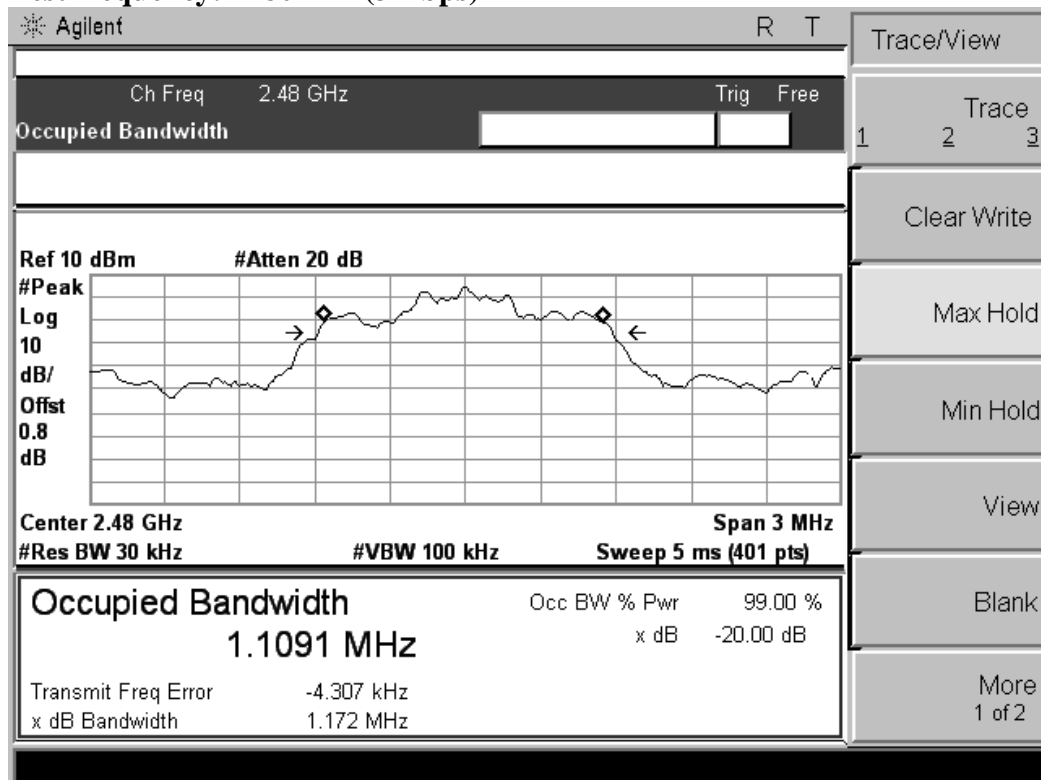 Agilent R T
Trace/View
Ch Freq 2.48 GHz Trig Free
Occupied Bandwidth
Trace
1 2 3
Clear Write
Max Hold
Min Hold
View
Blank
More
1 of 2
Ref 10 dBm #Atten 20 dB
#Peak
Log
10
dB/
Offst
0.8
dB
Center 2.48 GHz Span 3 MHz
#Res BW 30 kHz #VBW 100 kHz Sweep 5 ms (401 pts)
Occupied Bandwidth
1.1091 MHz
Occ BW % Pwr 99.00 %
x dB -20.00 dB
Transmit Freq Error -4.307 kHz
x dB Bandwidth 1.172 MHz